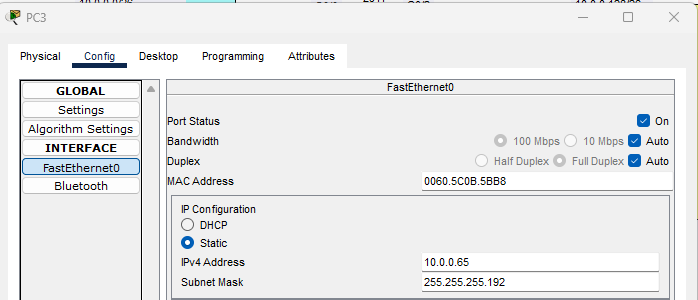 PC3
Physical Config Desktop Programming Attributes
GLOBAL
Settings
Algorithm Settings
INTERFACE
FastEthernet0
Bluetooth
FastEthernet0
Port Status On
Bandwidth 100 Mbps 10 Mbps Auto
Duplex Half Duplex Full Duplex Auto
MAC Address 0060.5C0B.5BB8
IP Configuration
DHCP
Static
IPv4 Address 10.0.0.65
Subnet Mask 255.255.255.192